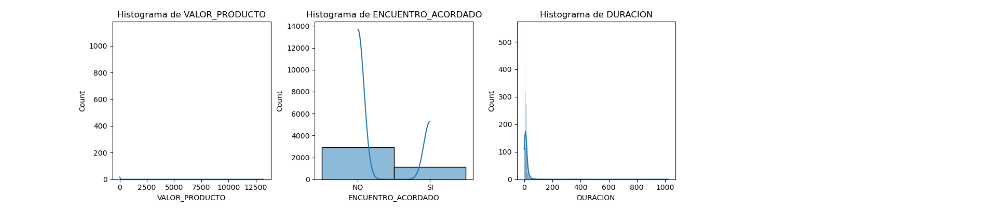 Histograma de VALOR_PRODUCTO
Count
1000
800
600
400
200
0
0 2500 5000 7500 10000 12500
VALOR_PRODUCTO
Histograma de ENCUENTRO_ACORDADO
Count
14000
12000
10000
8000
6000
4000
2000
0
NO SI
ENCUENTRO_ACORDADO
Histograma de DURACION
Count
500
400
300
200
100
0
0 200 400 600 800 1000
DURACION